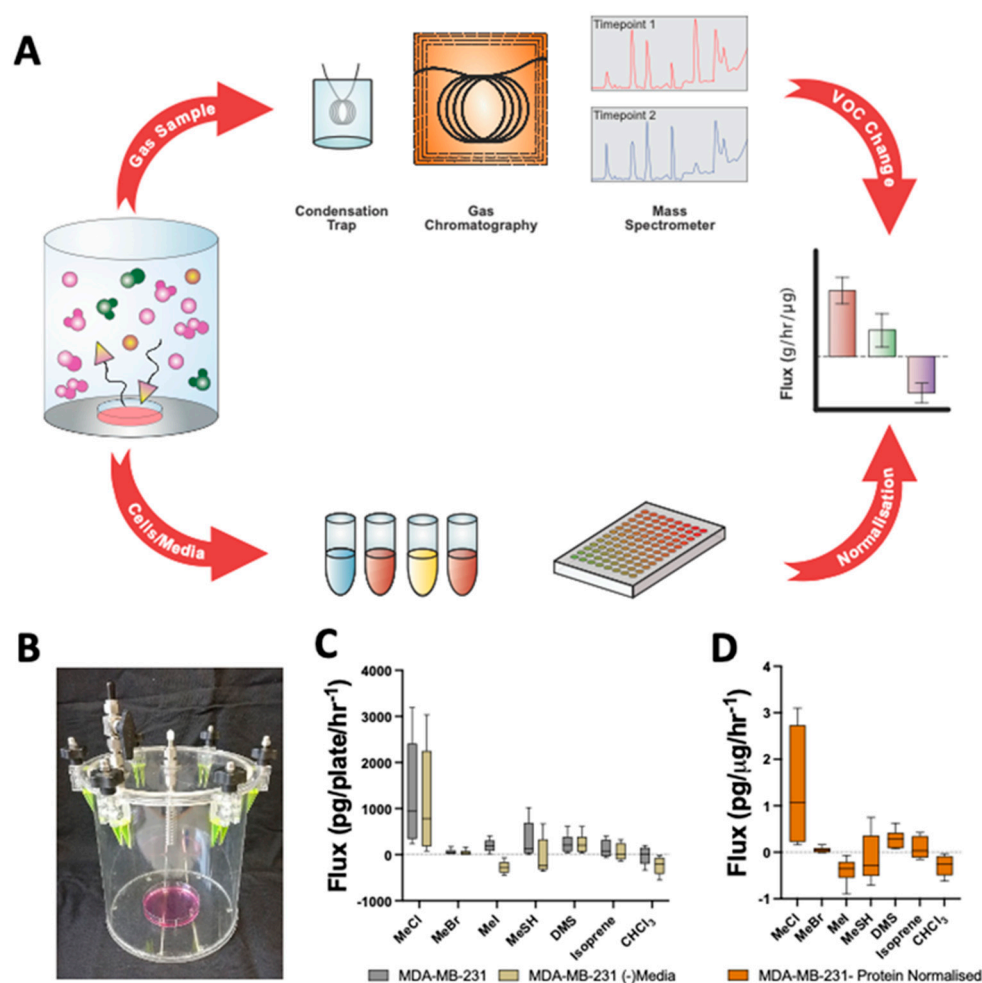 A
Gas Sample
Condensation
Trap
Gas
Chromatography
Timepoint 1
Timepoint 2
Mass
Spectrometer
VOC Change
Flux (g/hr/µg)
Cells/Media
Normalisation
B
C
Flux (pg/plate/hr⁻¹)
4000
3000
2000
1000
0
-1000
MeCl
MeBr
MeI
MeSH
DMS
Isoprene
CHCl₃
MDA-MB-231
MDA-MB-231 (-)Media
D
Flux (pg/µg/hr⁻¹)
4
3
2
1
0
-1
MeCl
MeBr
MeI
MeSH
DMS
Isoprene
CHCl₃
MDA-MB-231- Protein Normalised